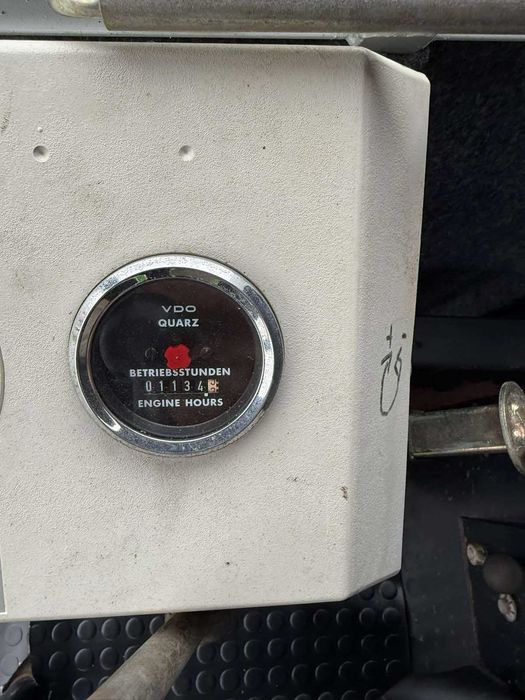 VDO
QUARZ
BETRIEBSSTUNDEN
01134
ENGINE HOURS